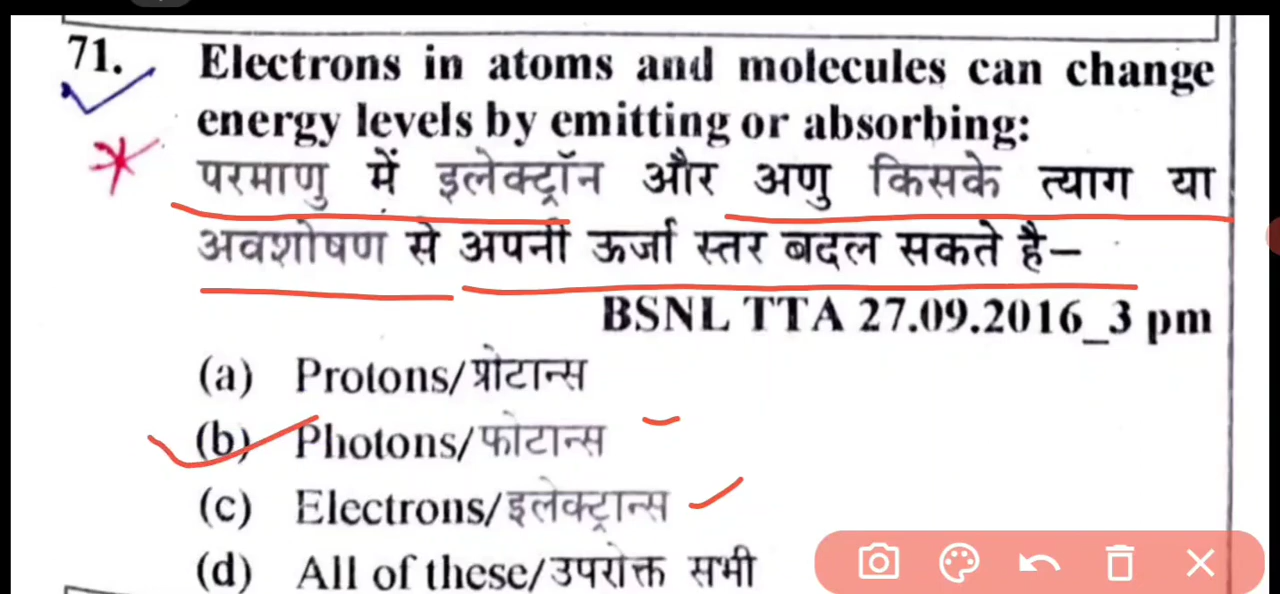 71. Electrons in atoms and molecules can change
energy levels by emitting or absorbing:
परमाणु में इलेक्ट्रॉन और अणु किसके त्याग या
अवशोषण से अपनी ऊर्जा स्तर बदल सकते है–
BSNL TTA 27.09.2016_3 pm
(a) Protons/प्रोटान्स
(b) Photons/फोटान्स
(c) Electrons/इलेक्ट्रान्स
(d) All of these/उपरोक्त सभी